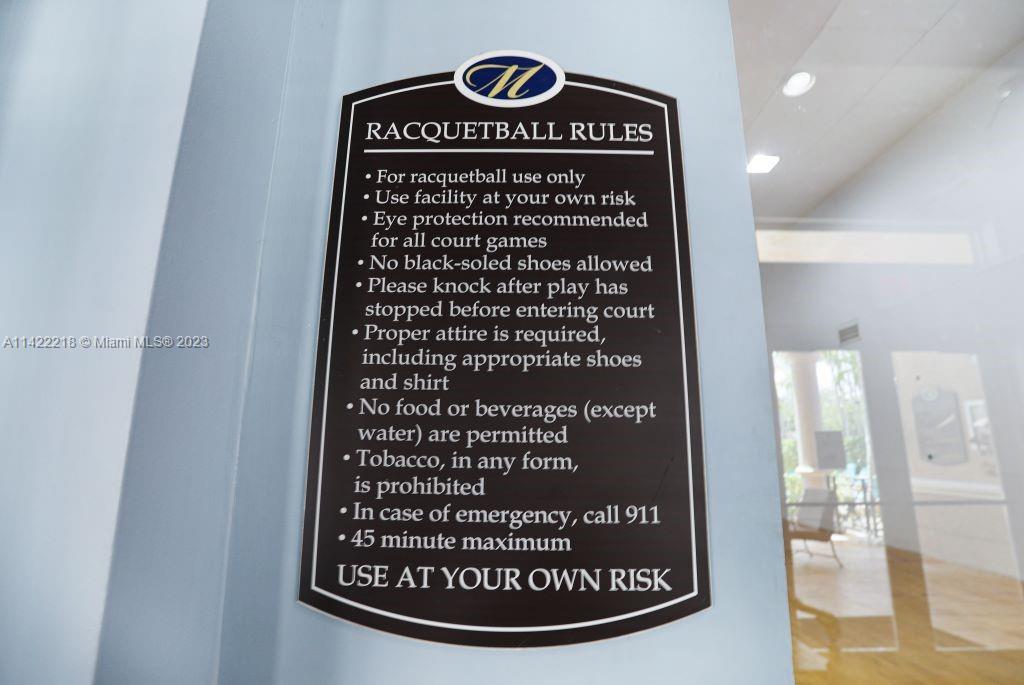 M
RACQUETBALL RULES
• For racquetball use only
• Use facility at your own risk
• Eye protection recommended
for all court games
• No black-soled shoes allowed
• Please knock after play has
stopped before entering court
• Proper attire is required,
including appropriate shoes
and shirt
• No food or beverages (except
water) are permitted
• Tobacco, in any form,
is prohibited
• In case of emergency, call 911
• 45 minute maximum
USE AT YOUR OWN RISK
A11422218 © Miami MLS® 2023